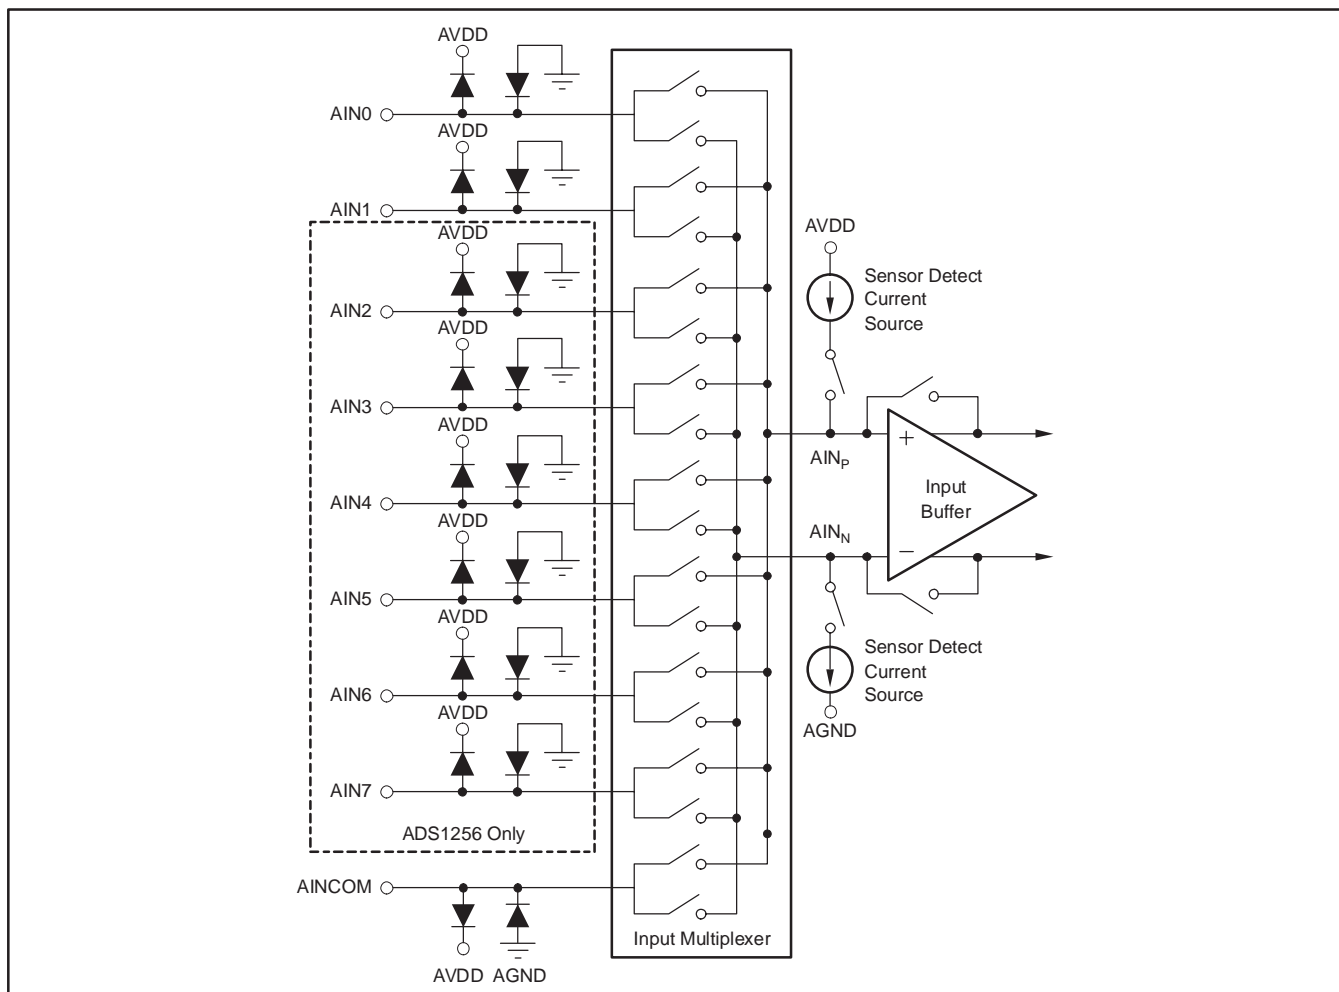 AVDD
AIN0
AVDD
AIN1
AVDD
AIN2
AVDD
AIN3
AVDD
AIN4
AVDD
AIN5
AVDD
AIN6
AVDD
AIN7
ADS1256 Only
AINCOM
AVDD AGND
Input Multiplexer
AVDD
Sensor Detect
Current
Source
AINP
+
Input
Buffer
AINN
−
Sensor Detect
Current
Source
AGND